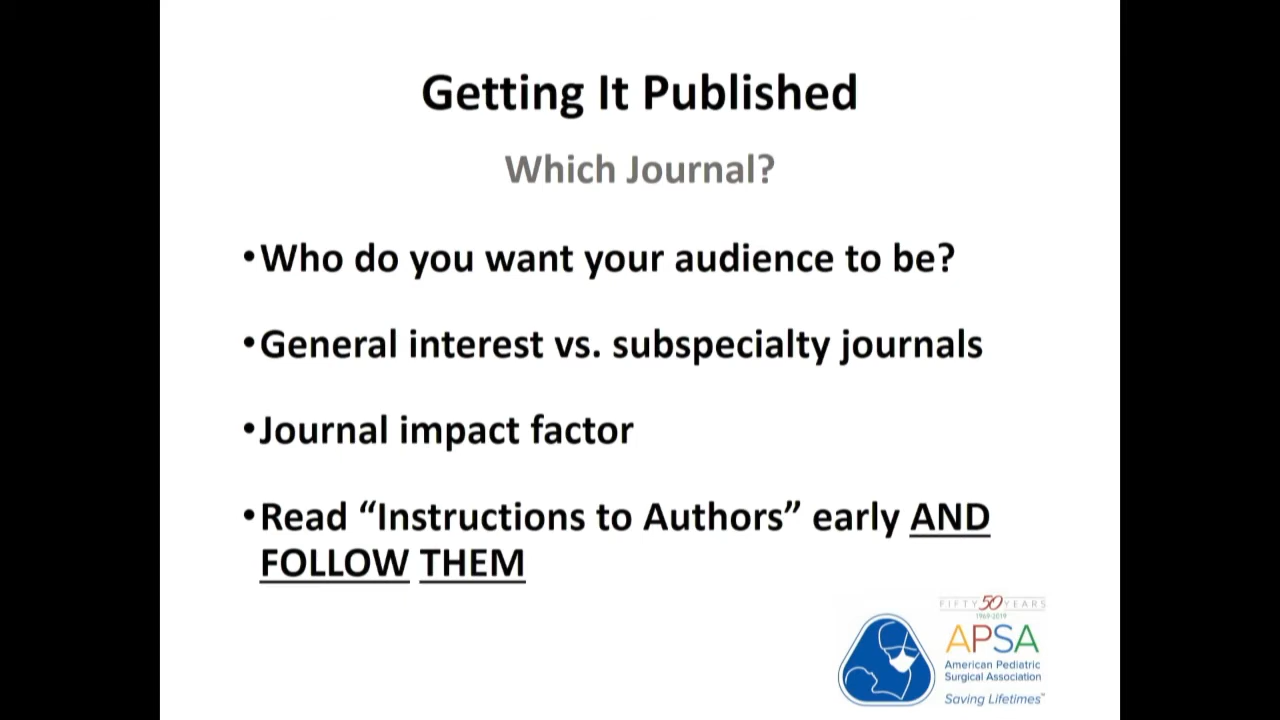 Getting It Published
Which Journal?
•Who do you want your audience to be?
•General interest vs. subspecialty journals
•Journal impact factor
•Read “Instructions to Authors” early AND
FOLLOW THEM
FIFTY 50 YEARS
1969-2019
APSA
American Pediatric
Surgical Association
Saving Lifetimes™